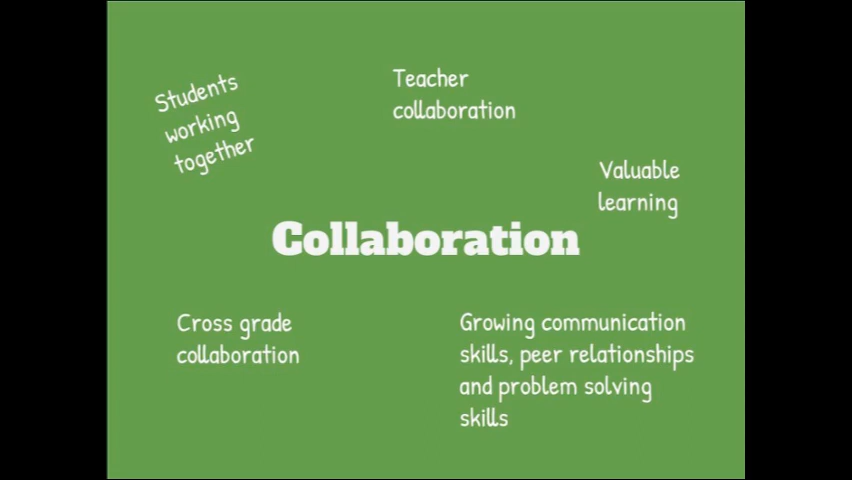 Students
working
together
Teacher
collaboration
Valuable
learning
Collaboration
Cross grade
collaboration
Growing communication
skills, peer relationships
and problem solving
skills